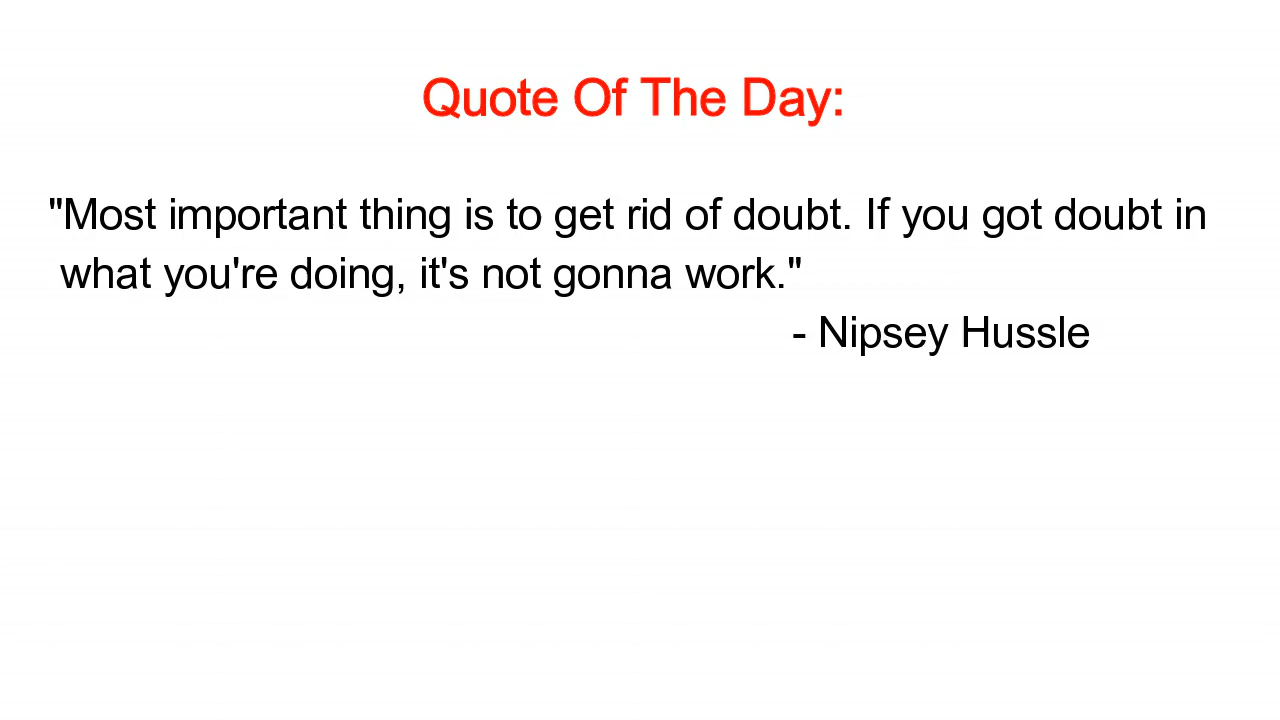 Quote Of The Day:
"Most important thing is to get rid of doubt. If you got doubt in
what you're doing, it's not gonna work."
- Nipsey Hussle